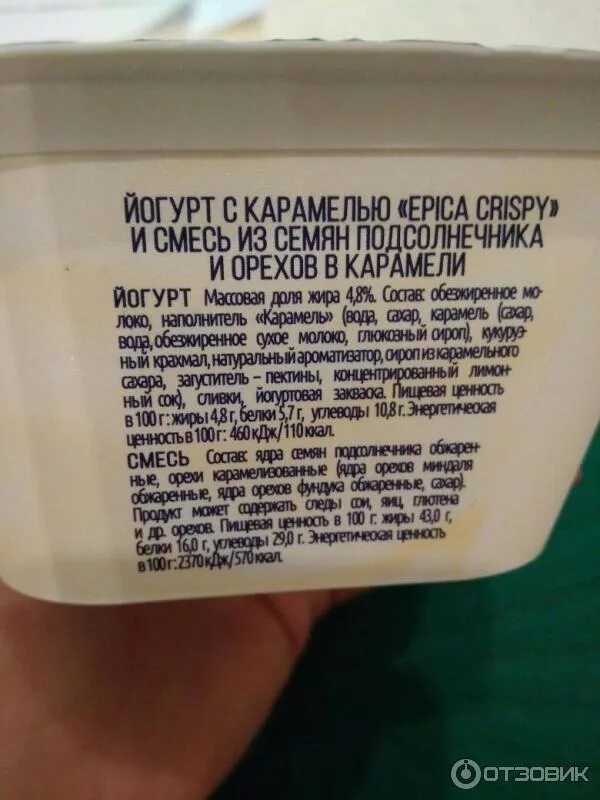 ЙОГУРТ С КАРАМЕЛЬЮ «EPICA CRISPY»
И СМЕСЬ ИЗ СЕМЯН ПОДСОЛНЕЧНИКА
И ОРЕХОВ В КАРАМЕЛИ
ЙОГУРТ Массовая доля жира 4,8%. Состав: обезжиренное мо-
локо, наполнитель «Карамель» (вода, сахар, карамель (сахар,
вода, обезжиренное сухое молоко, глюкозный сироп), кукуруз-
ный крахмал, натуральный ароматизатор, сироп из карамельного
сахара, загуститель – пектины, концентрированный лимон-
ный сок), сливки, йогуртовая закваска. Пищевая ценность
в 100 г: жиры 4,8 г, белки 5,7 г, углеводы 10,8 г. Энергетическая
ценность в 100 г: 460 кДж/110 ккал.
СМЕСЬ Состав: ядра семян подсолнечника обжарен-
ные, орехи карамелизованные (ядра орехов миндаля
обжаренные, ядра орехов фундука обжаренные, сахар).
Продукт может содержать следы сои, яиц, глютена
и др. орехов. Пищевая ценность в 100 г: жиры 43,0 г,
белки 16,0 г, углеводы 29,0 г. Энергетическая ценность
в 100 г: 2370 кДж/570 ккал.
ОТЗОВИК